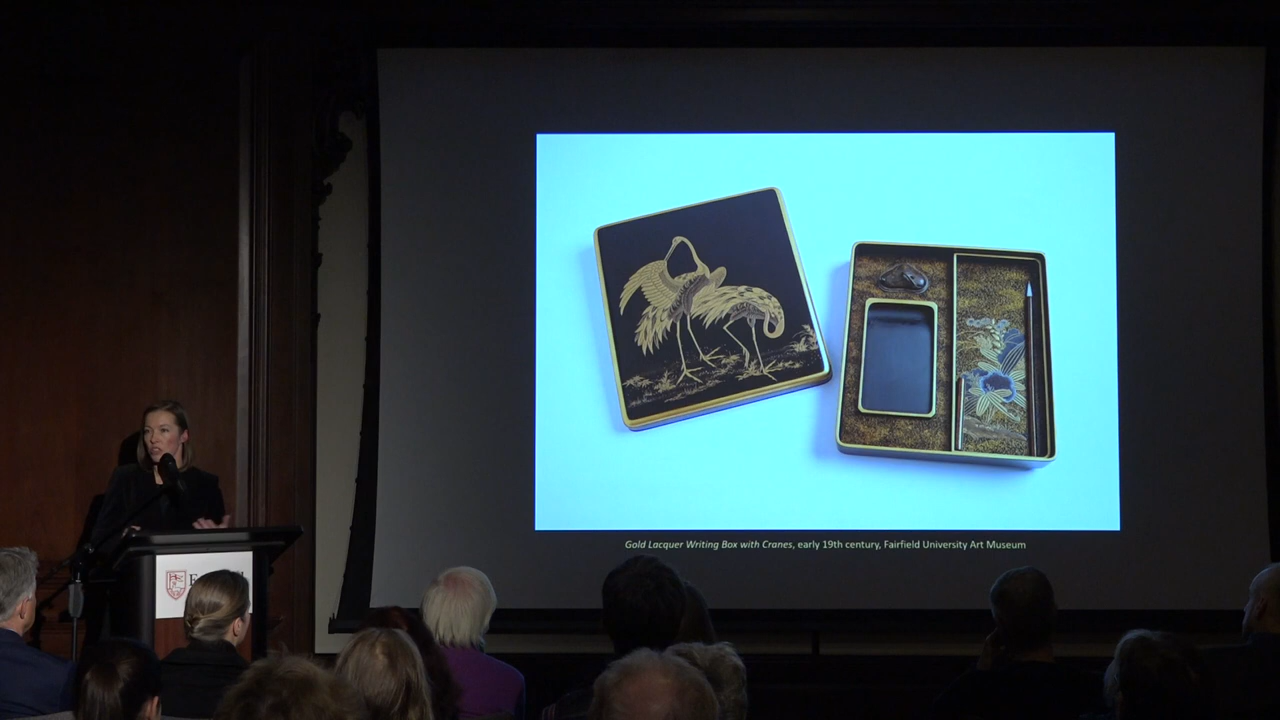 Gold Lacquer Writing Box with Cranes, early 19th century, Fairfield University Art Museum